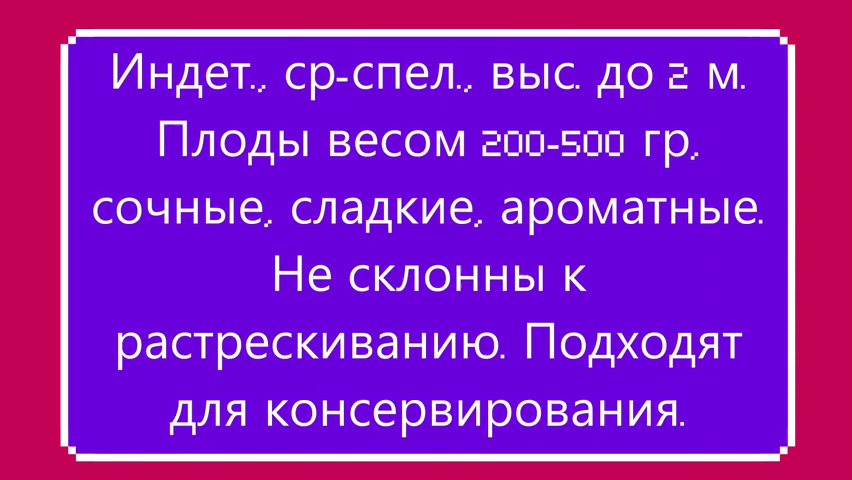 Индет., ср-спел., выс. до 2 м.
Плоды весом 200-500 гр,
сочные, сладкие, ароматные.
Не склонны к
растрескиванию. Подходят
для консервирования.